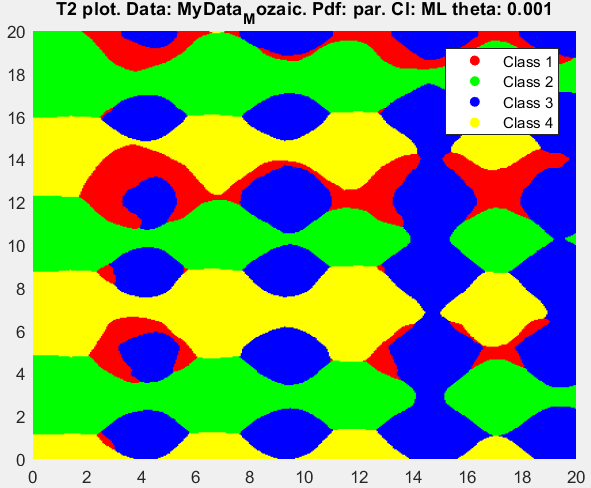 T2 plot. Data: MyData_Mozaic. Pdf: par. Cl: ML theta: 0.001
Class 1
Class 2
Class 3
Class 4
20
18
16
14
12
10
8
6
4
2
0
0 2 4 6 8 10 12 14 16 18 20